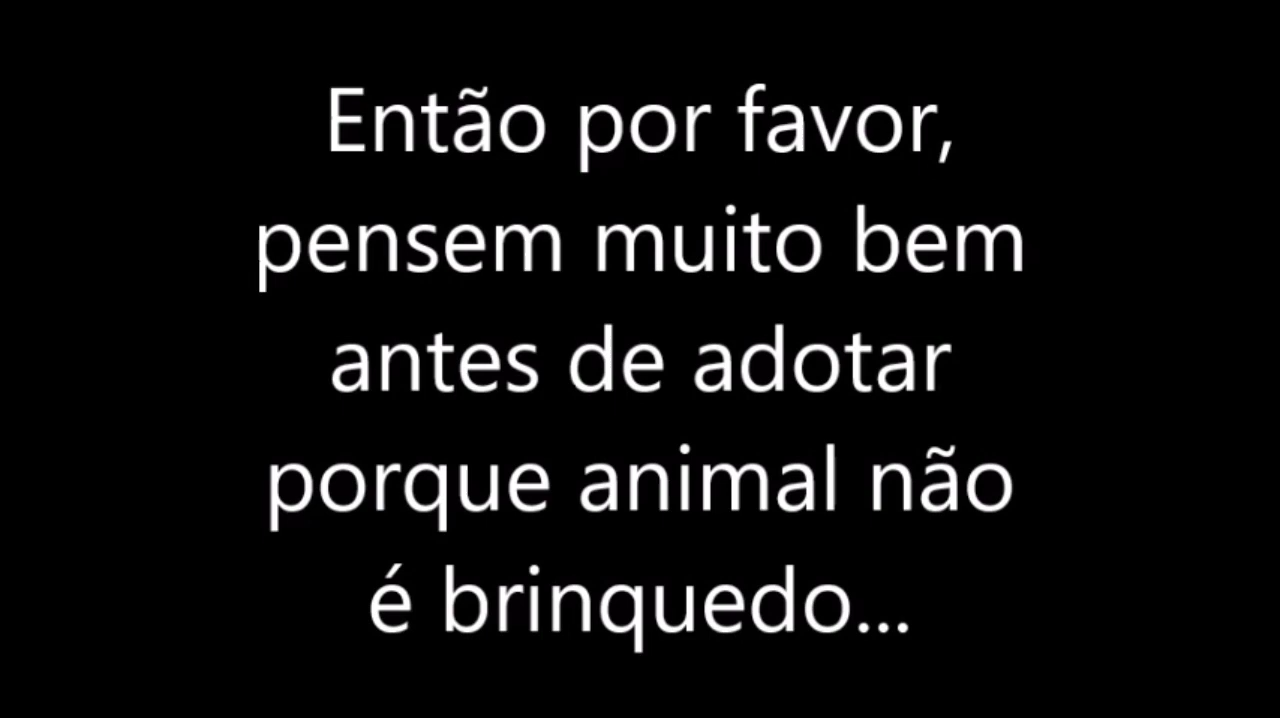 Então por favor,
pensem muito bem
antes de adotar
porque animal não
é brinquedo...